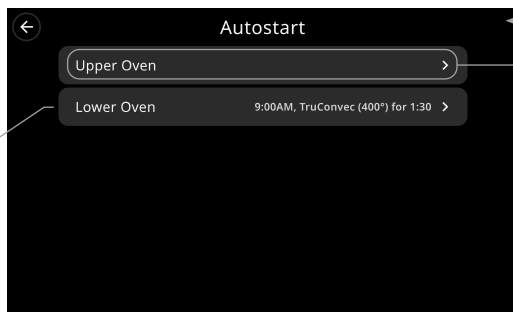 Autostart
Upper Oven
Lower Oven 9:00AM, TruConvec (400°) for 1:30